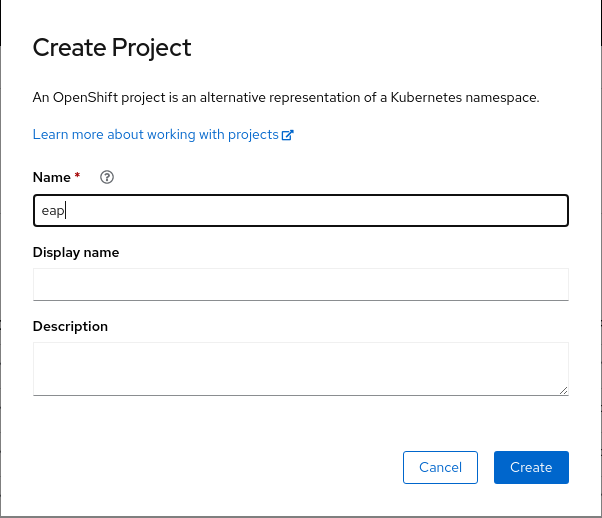 Create Project
An OpenShift project is an alternative representation of a Kubernetes namespace.
Learn more about working with projects
Name *
eap
Display name
Description
Cancel Create